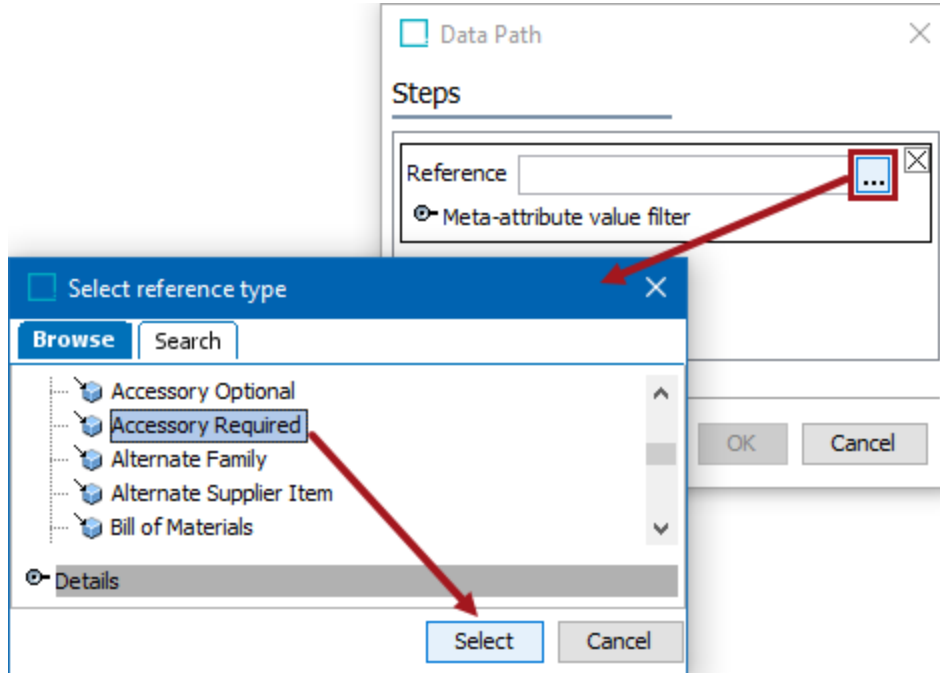 Data Path
Steps
Reference
...
Meta-attribute value filter
Select reference type
Browse
Search
Accessory Optional
Accessory Required
Alternate Family
Alternate Supplier Item
Bill of Materials
Details
OK
Cancel
Select
Cancel